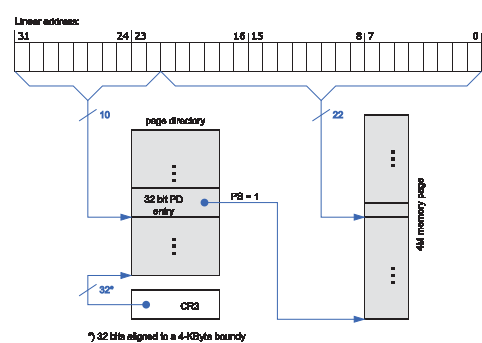 Linear address:
31 24 23 16 15 8 7 0
10
22
page directory
32 bit PD
entry
PS = 1
4M memory page
32*
CR3
*) 32 bits aligned to a 4-KByte boundy